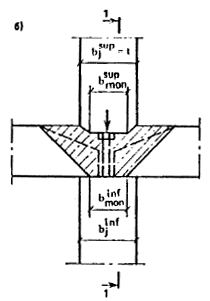 1
б)
b_j^sup = t
b_mon^sup
b_mon^inf
b_j^inf
1